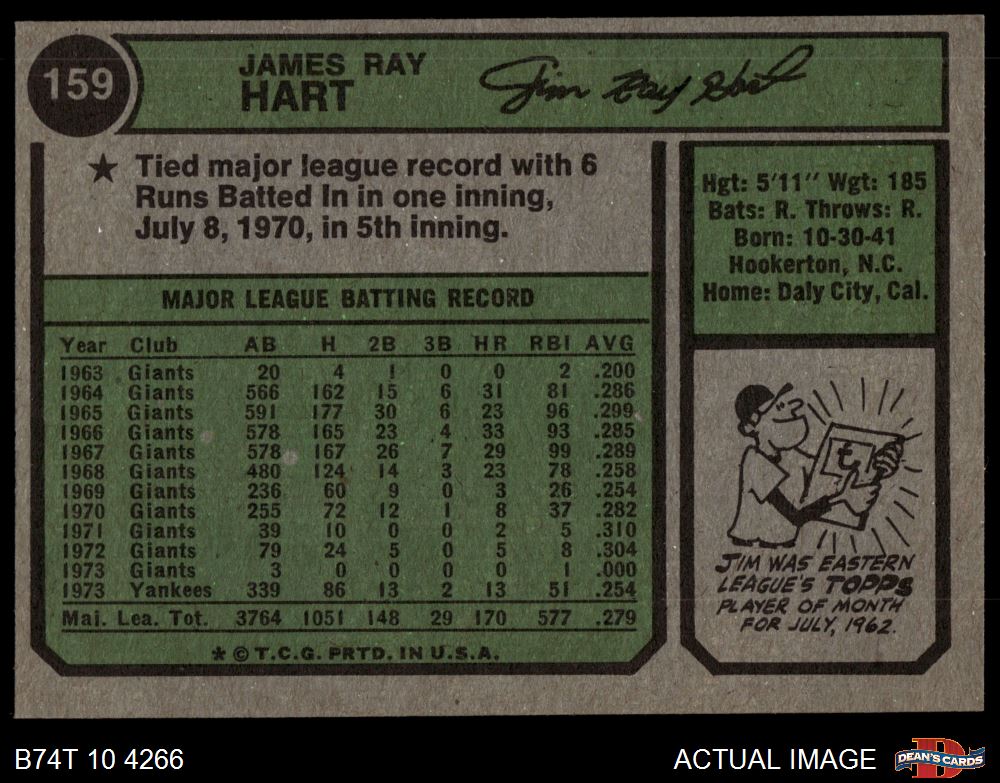 159
JAMES RAY
HART
Jim Ray Hart
★ Tied major league record with 6
Runs Batted In in one inning,
July 8, 1970, in 5th inning.
Hgt: 5'11" Wgt: 185
Bats: R. Throws: R.
Born: 10-30-41
Hookerton, N.C.
Home: Daly City, Cal.
MAJOR LEAGUE BATTING RECORD
Year Club AB H 2B 3B HR RBI AVG
1963 Giants 20 4 1 0 0 2 .200
1964 Giants 566 162 15 6 31 81 .286
1965 Giants 591 177 30 6 23 96 .299
1966 Giants 578 165 23 4 33 93 .285
1967 Giants 578 167 26 7 29 99 .289
1968 Giants 480 124 14 3 23 78 .258
1969 Giants 236 60 9 0 3 26 .254
1970 Giants 255 72 12 1 8 37 .282
1971 Giants 39 10 0 0 2 5 .310
1972 Giants 79 24 5 0 5 8 .304
1973 Giants 3 0 0 0 0 1 .000
1973 Yankees 339 86 13 2 13 51 .254
Maj. Lea. Tot. 3764 1051 148 29 170 577 .279
* © T.C.G. PRTD. IN U.S.A.
t
JIM WAS EASTERN
LEAGUE'S TOPPS
PLAYER OF MONTH
FOR JULY, 1962.
B74T 10 4266
ACTUAL IMAGE
D
DEAN'S CARDS